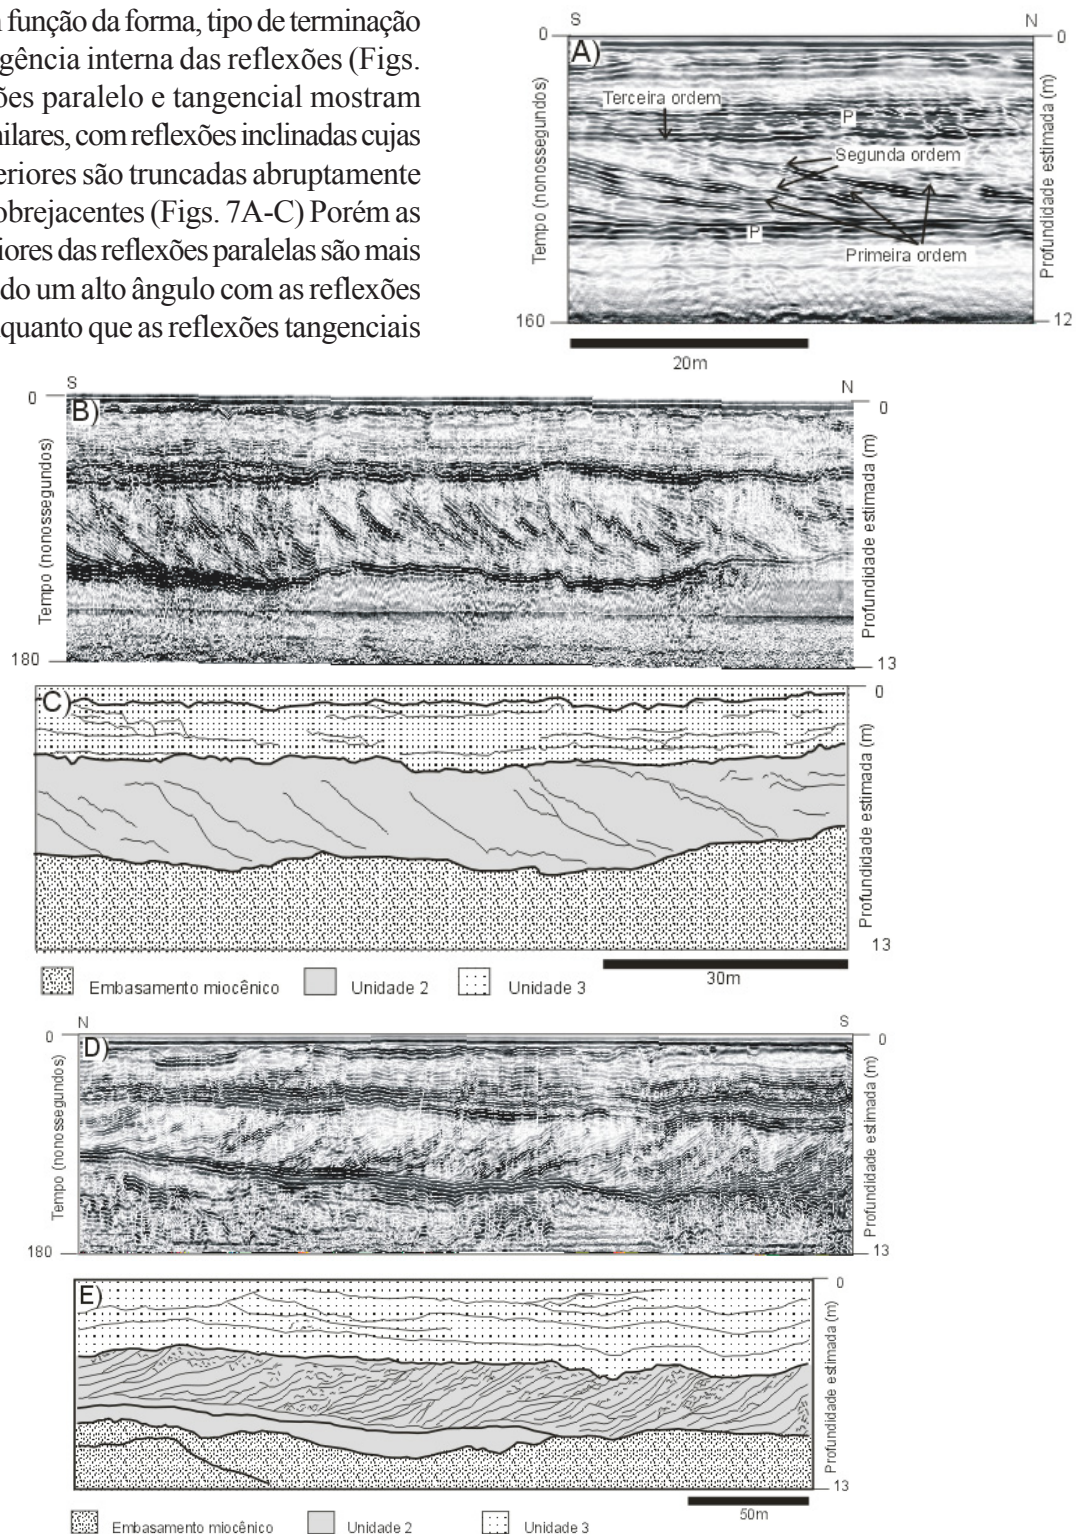 função da forma, tipo de terminação
gência interna das reflexões (Figs.
ões paralelo e tangencial mostram
milares, com reflexões inclinadas cujas
eriores são truncadas abruptamente
obrejacentes (Figs. 7A-C) Porém as
iores das reflexões paralelas são mais
do um alto ângulo com as reflexões
quanto que as reflexões tangenciais
S
N
0
A)
0
Tempo (nonossegundos)
Terceira ordem
P
Segunda ordem
P
Primeira ordem
Profundidade estimada (m)
160
12
20m
S
N
0
B)
0
Tempo (nonossegundos)
Profundidade estimada (m)
180
13
C)
0
Profundidade estimada (m)
13
30m
Embasamento miocênico
Unidade 2
Unidade 3
N
S
0
D)
0
Tempo (nonossegundos)
Profundidade estimada (m)
180
13
E)
0
Profundidade estimada (m)
13
50m
Embasamento miocênico
Unidade 2
Unidade 3